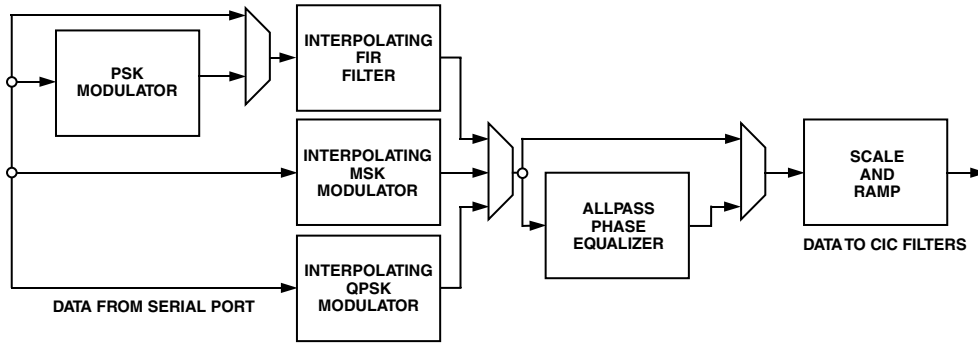 PSK
MODULATOR
INTERPOLATING
FIR
FILTER
INTERPOLATING
MSK
MODULATOR
INTERPOLATING
QPSK
MODULATOR
DATA FROM SERIAL PORT
ALLPASS
PHASE
EQUALIZER
SCALE
AND
RAMP
DATA TO CIC FILTERS